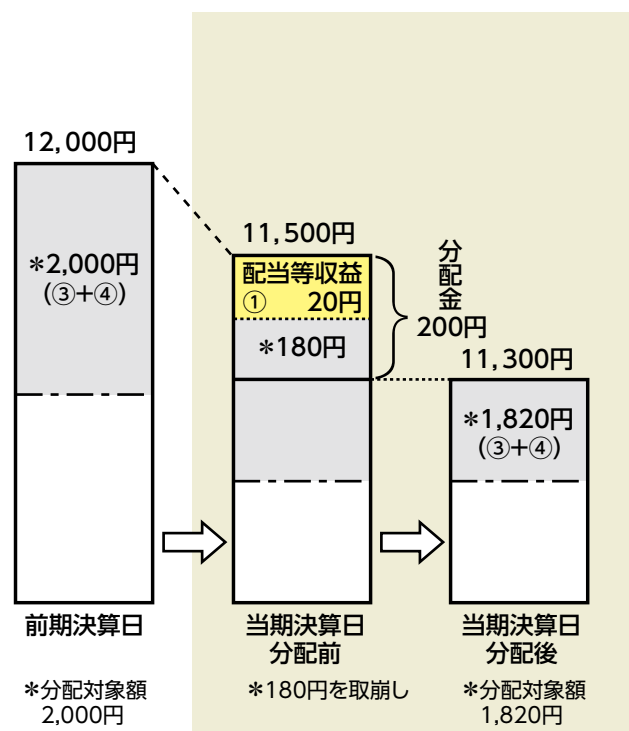 12,000円
*2,000円
(③+④)
前期決算日
*分配対象額
2,000円
11,500円
配当等収益
① 20円
*180円
分配金
200円
当期決算日
分配前
*180円を取崩し
11,300円
*1,820円
(③+④)
当期決算日
分配後
*分配対象額
1,820円